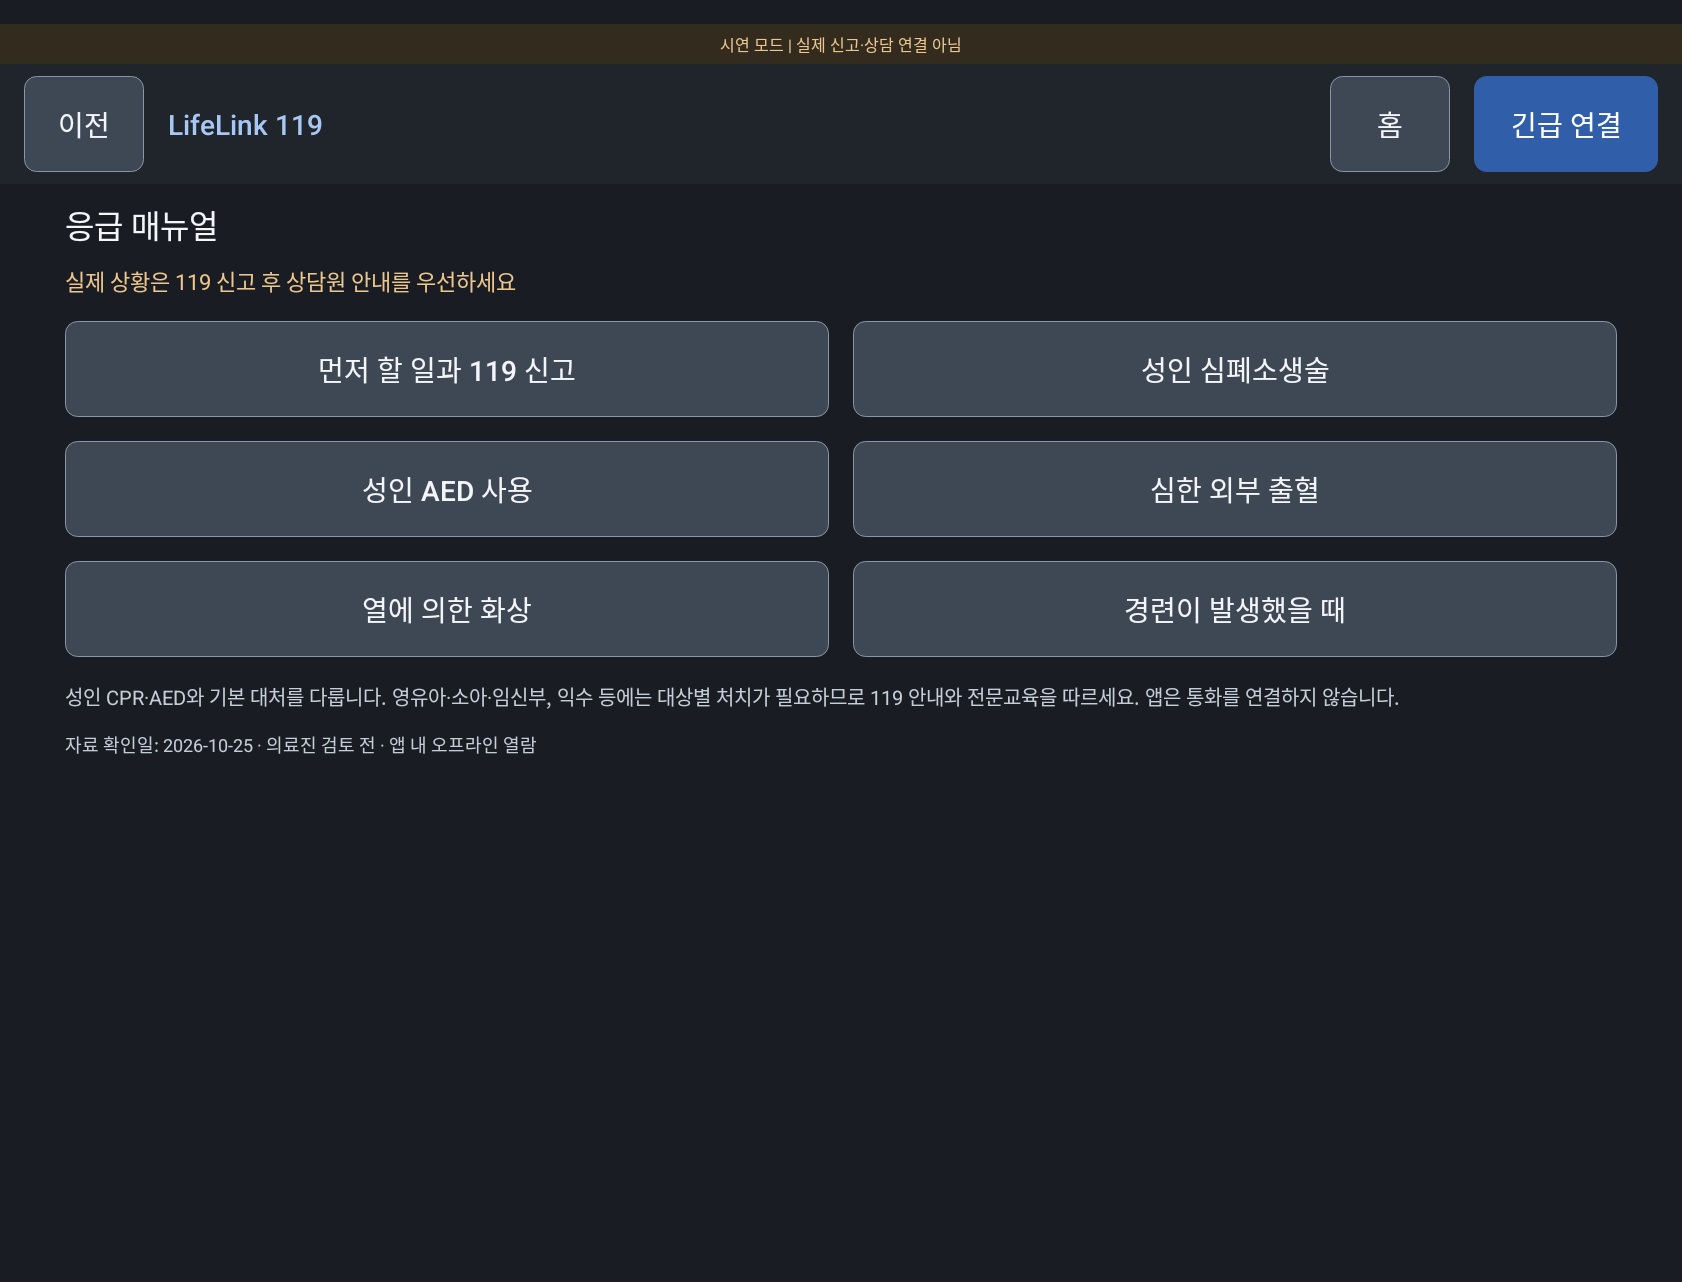 시연 모드 | 실제 신고·상담 연결 아님
이전
LifeLink 119
홈
긴급 연결
응급 매뉴얼
실제 상황은 119 신고 후 상담원 안내를 우선하세요
먼저 할 일과 119 신고
성인 심폐소생술
성인 AED 사용
심한 외부 출혈
열에 의한 화상
경련이 발생했을 때
성인 CPR·AED와 기본 대처를 다룹니다. 영유아·소아·임신부, 익수 등에는 대상별 처치가 필요하므로 119 안내와 전문교육을 따르세요. 앱은 통화를 연결하지 않습니다.
자료 확인일: 2026-10-25 · 의료진 검토 전 · 앱 내 오프라인 열람